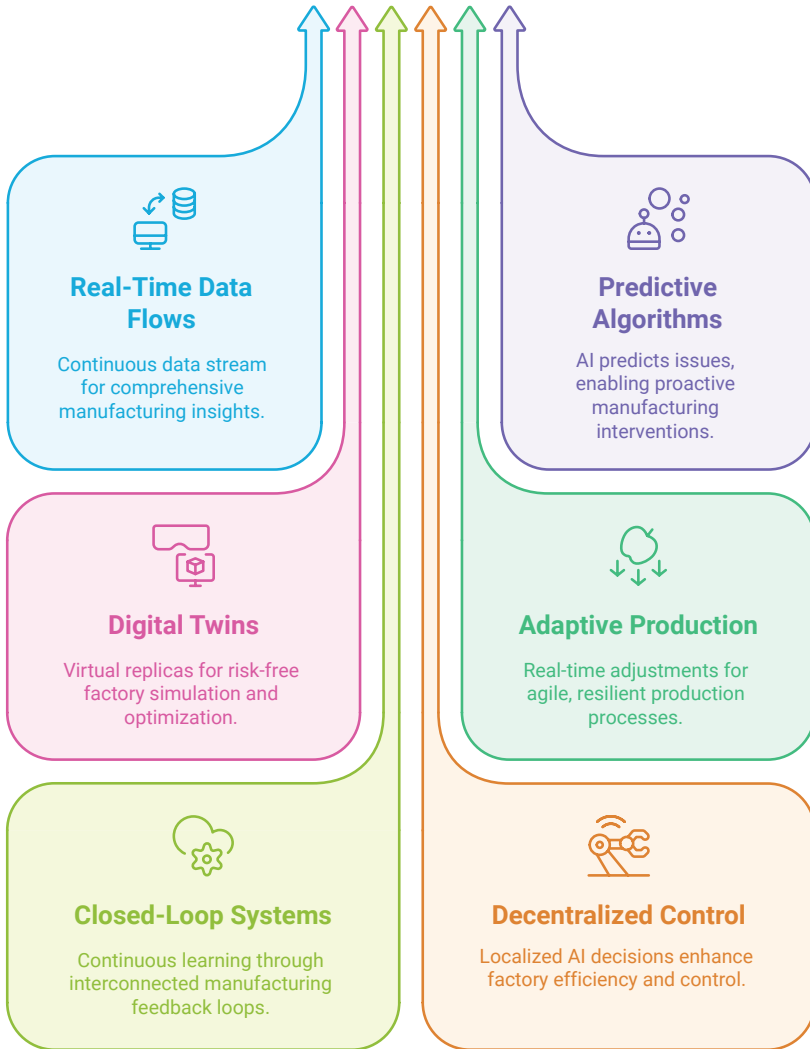 Real-Time Data
Flows
Continuous data stream
for comprehensive
manufacturing insights.
Predictive
Algorithms
AI predicts issues,
enabling proactive
manufacturing
interventions.
Digital Twins
Virtual replicas for risk-free
factory simulation and
optimization.
Adaptive Production
Real-time adjustments for
agile, resilient production
processes.
Closed-Loop Systems
Continuous learning through
interconnected manufacturing
feedback loops.
Decentralized Control
Localized AI decisions enhance
factory efficiency and control.